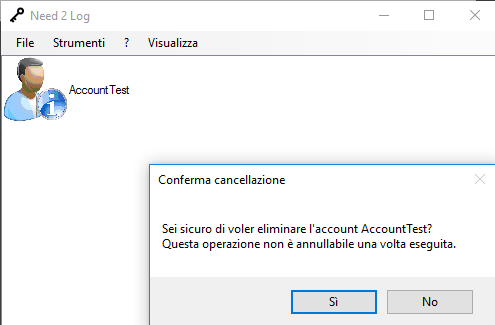 Need 2 Log
File Strumenti ? Visualizza
AccountTest
Conferma cancellazione
Sei sicuro di voler eliminare l'account AccountTest?
Questa operazione non è annullabile una volta eseguita.
Sì No